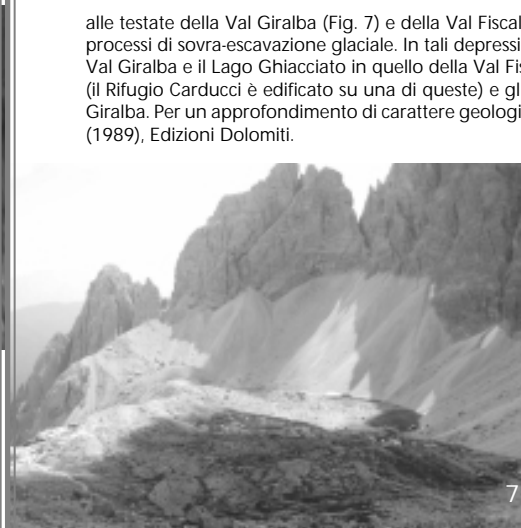 alle testate della Val Giralba (Fig. 7) e della Val Fiscal
processi di sovra-escavazione glaciale. In tali depressi
Val Giralba e il Lago Ghiacciato in quello della Val Fis
(il Rifugio Carducci è edificato su una di queste) e gl
Giralba. Per un approfondimento di carattere geologi
(1989), Edizioni Dolomiti.
7